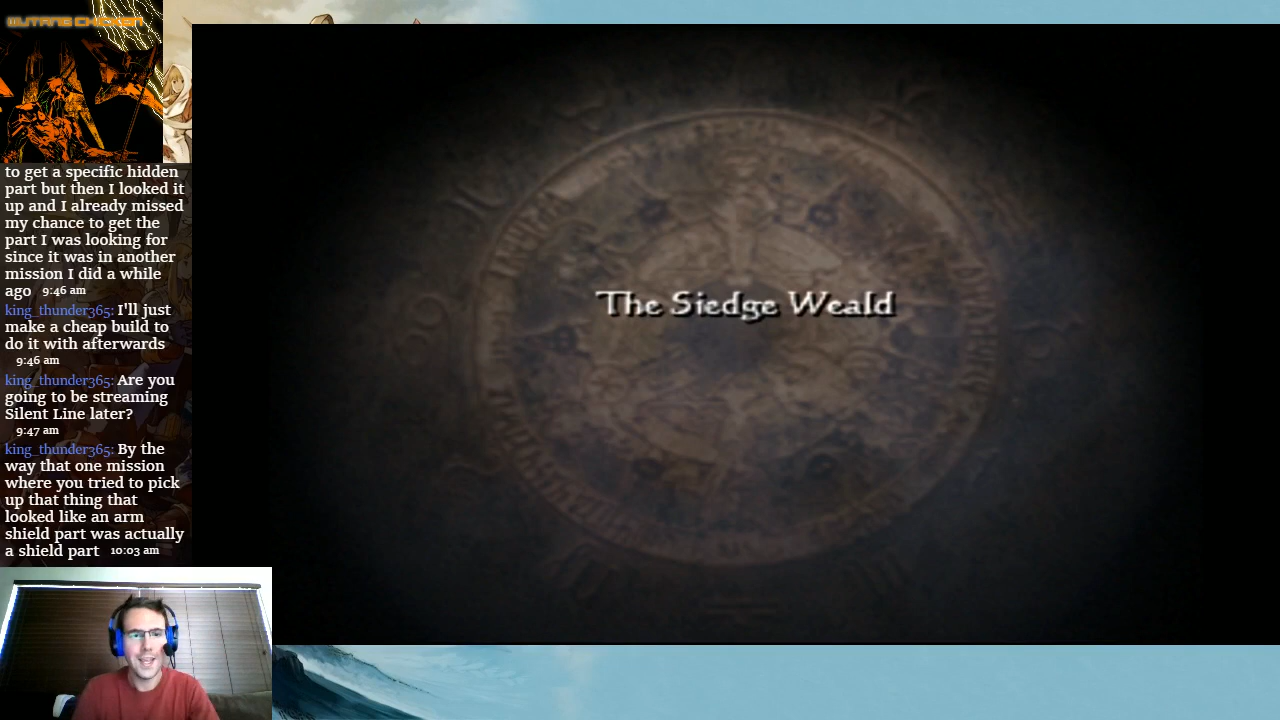 WUTANG CHICKEN
to get a specific hidden
part but then I looked it
up and I already missed
my chance to get the
part I was looking for
since it was in another
mission I did a while
ago 9:46 am
king_thunder365: I'll just
make a cheap build to
do it with afterwards
9:46 am
king_thunder365: Are you
going to be streaming
Silent Line later?
9:47 am
king_thunder365: By the
way that one mission
where you tried to pick
up that thing that
looked like an arm
shield part was actually
a shield part 10:03 am
The Siedge Weald